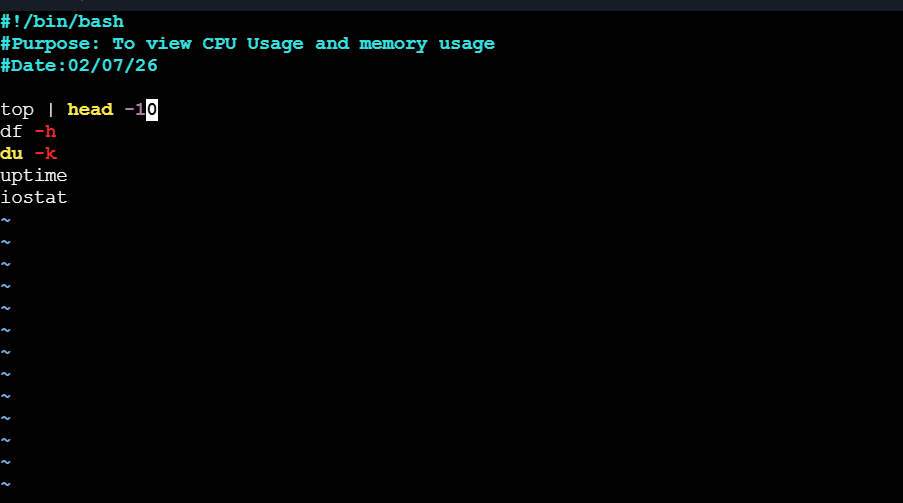 #!/bin/bash
#Purpose: To view CPU Usage and memory usage
#Date:02/07/26

top | head -10
df -h
du -k
uptime
iostat
~
~
~
~
~
~
~
~
~
~
~
~
~